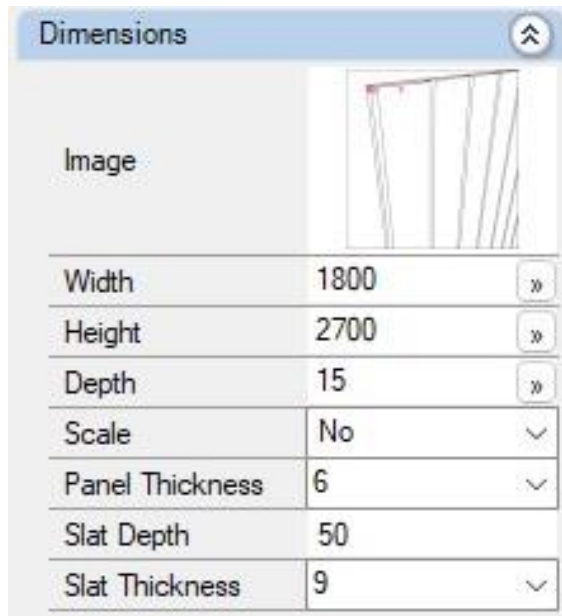 Dimensions
Image
Width 1800 »
Height 2700 »
Depth 15 »
Scale No
Panel Thickness 6
Slat Depth 50
Slat Thickness 9